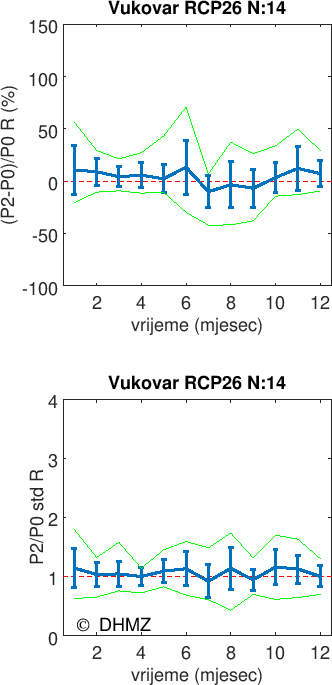 Vukovar RCP26 N:14
(P2-P0)/P0 R (%)
150
100
50
0
-50
-100
2 4 6 8 10 12
vrijeme (mjesec)
Vukovar RCP26 N:14
P2/P0 std R
4
3
2
1
0
© DHMZ
2 4 6 8 10 12
vrijeme (mjesec)